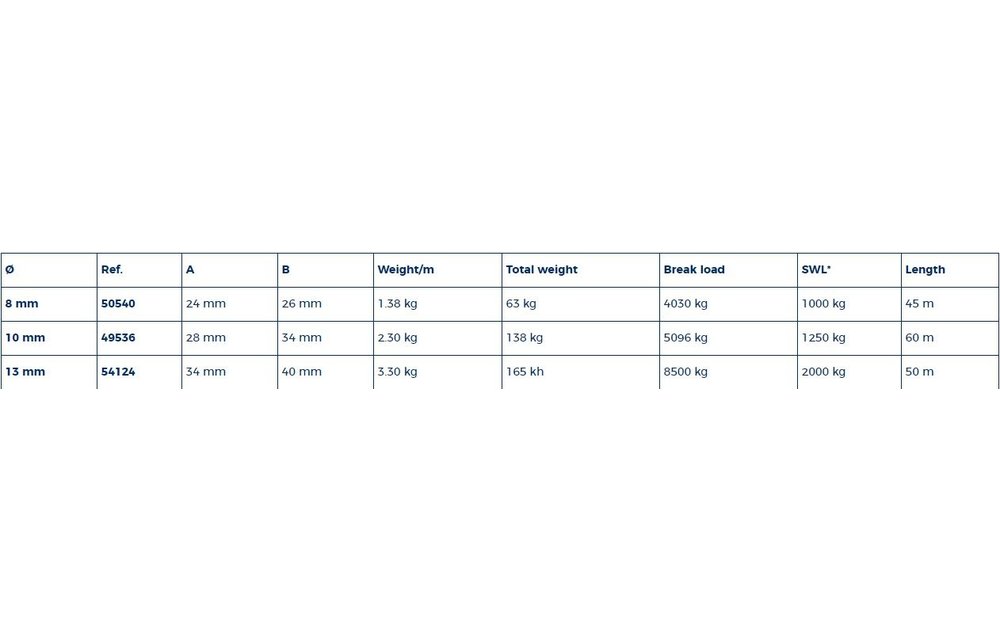 Ø Ref. A B Weight/m Total weight Break load SWL* Length
8 mm 50540 24 mm 26 mm 1.38 kg 63 kg 4030 kg 1000 kg 45 m
10 mm 49536 28 mm 34 mm 2.30 kg 138 kg 5096 kg 1250 kg 60 m
13 mm 54124 34 mm 40 mm 3.30 kg 165 kh 8500 kg 2000 kg 50 m